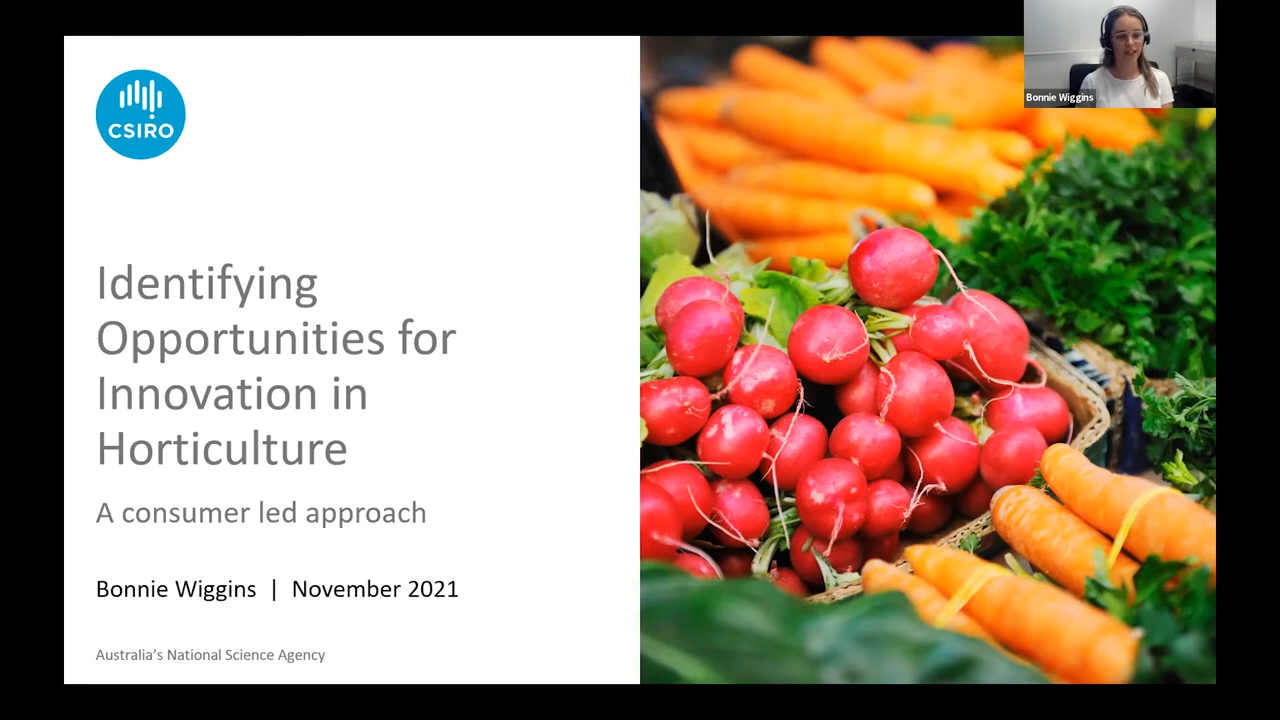 CSIRO
Identifying
Opportunities for
Innovation in
Horticulture
A consumer led approach
Bonnie Wiggins | November 2021
Australia's National Science Agency
Bonnie Wiggins